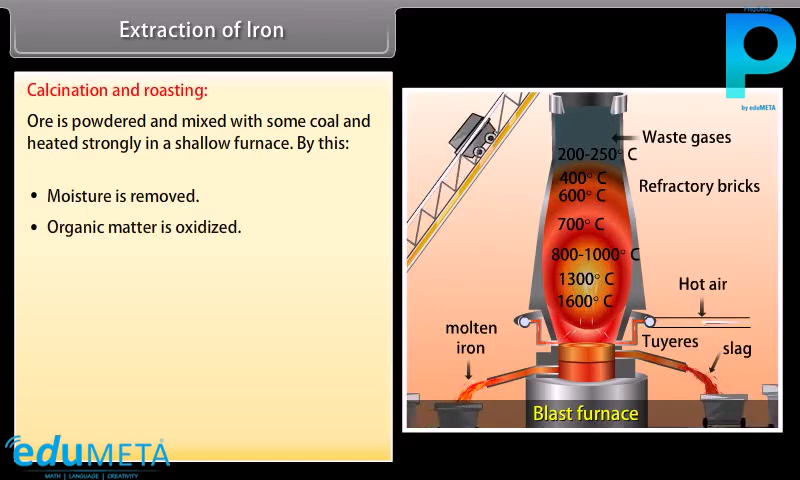 Extraction of Iron
Calcination and roasting:
Ore is powdered and mixed with some coal and
heated strongly in a shallow furnace. By this:
• Moisture is removed.
• Organic matter is oxidized.
P
by eduMETA
Waste gases
200-250° C
400° C
Refractory bricks
600° C
700° C
800-1000° C
1300° C
Hot air
1600° C
molten
iron
Tuyeres
slag
Blast furnace
eduMETA
MATH | LANGUAGE | CREATIVITY